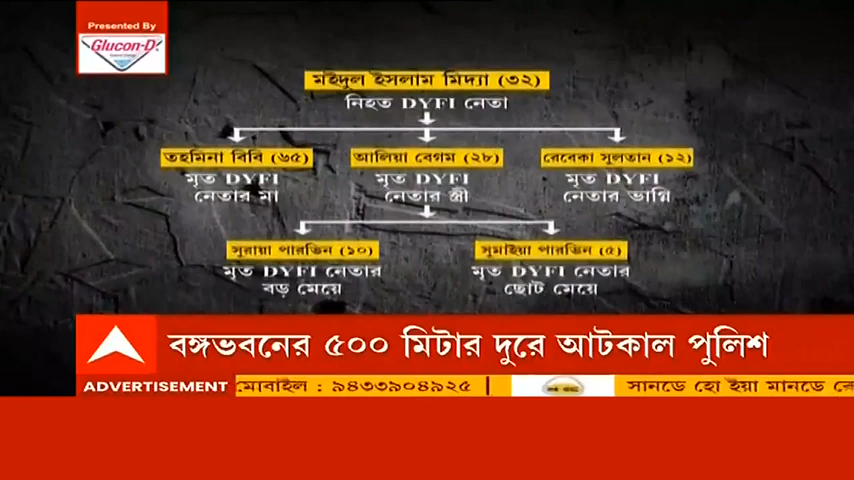 Presented By
Glucon-D
মইদুল ইসলাম মিদ্যা (৩২)
নিহত DYFI নেতা
তহমিনা বিবি (৬৫)
আলিয়া বেগম (২৮)
রেবেকা সুলতান (১২)
মৃত DYFI
নেতার মা
মৃত DYFI
নেতার স্ত্রী
মৃত DYFI
নেতার ভাগ্নি
সুরায়া পারভিন (১০)
সুমাইয়া পারভিন (৫)
মৃত DYFI নেতার
বড় মেয়ে
মৃত DYFI নেতার
ছোট মেয়ে
বঙ্গভবনের ৫০০ মিটার দুরে আটকাল পুলিশ
ADVERTISEMENT
মোবাইল : ৯৪৩৩৯০৪৯২৫
সানডে হো ইয়া মানডে রো